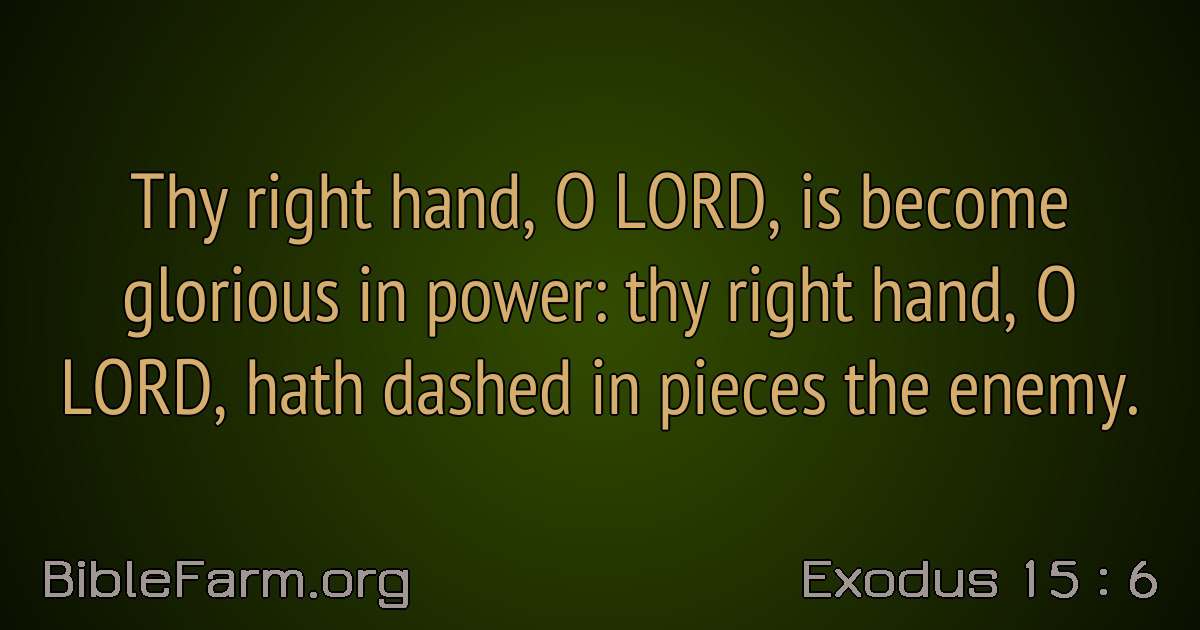 Thy right hand, O LORD, is become
glorious in power: thy right hand, O
LORD, hath dashed in pieces the enemy.
BibleFarm.org
Exodus 15 : 6